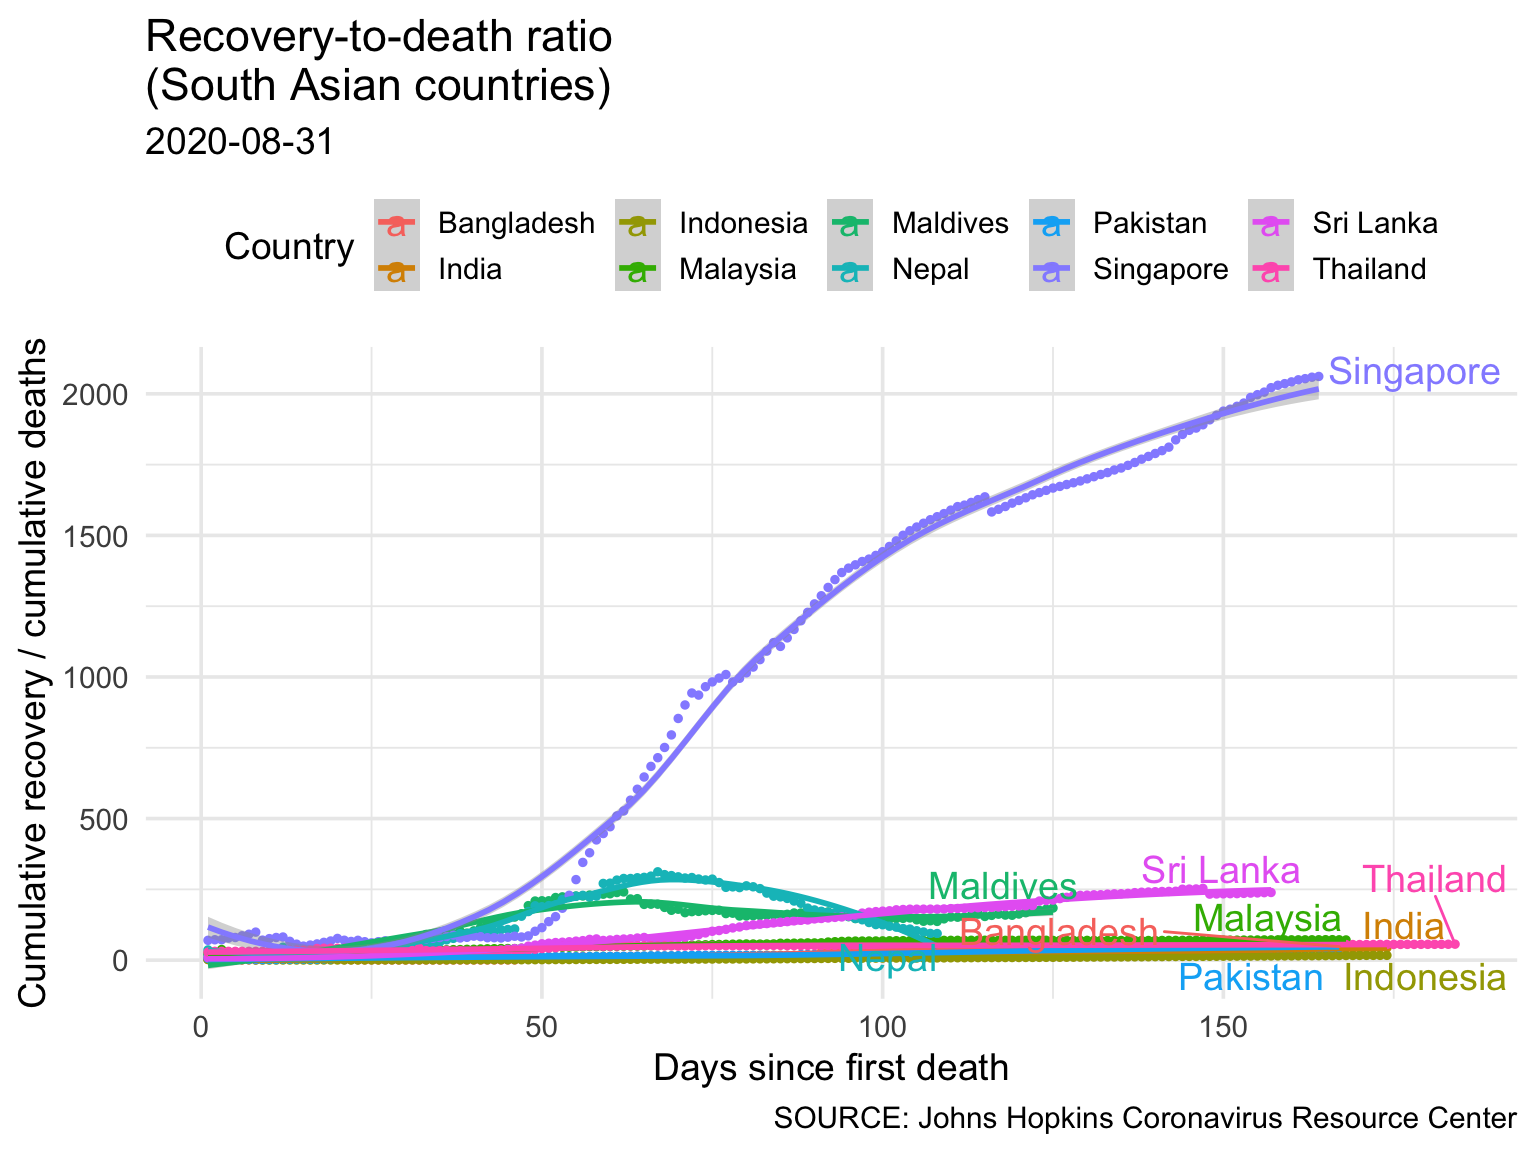 Recovery-to-death ratio
(South Asian countries)
2020-08-31
Country
a Bangladesh a Indonesia a Maldives a Pakistan a Sri Lanka
a India a Malaysia a Nepal a Singapore a Thailand
Cumulative recovery / cumulative deaths
2000
1500
1000
500
0
Singapore
Sri Lanka
Thailand
Maldives
Malaysia
India
Bangladesh
Nepal
Pakistan
Indonesia
0 50 100 150
Days since first death
SOURCE: Johns Hopkins Coronavirus Resource Center